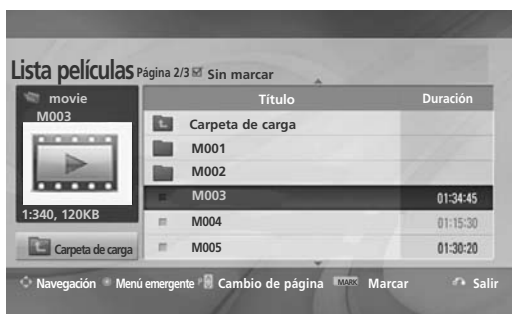 Lista películas Página 2/3 Sin marcar
movie
M003
1:340, 120KB
Carpeta de carga
Título Duración
Carpeta de carga
M001
M002
M003 01:34:45
M004 01:15:30
M005 01:30:20
Navegación Menú emergente P Cambio de página MARK Marcar Salir